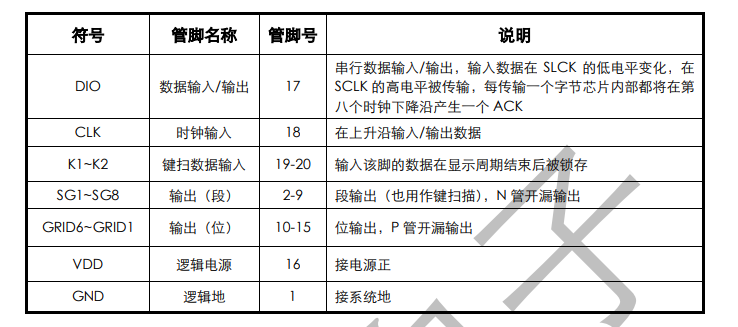 符号 管脚名称 管脚号 说明
DIO 数据输入/输出 17 串行数据输入/输出，输入数据在 SLCK 的低电平变化，在
SCLK 的高电平被传输，每传输一个字节芯片内部都将在第
八个时钟下降沿产生一个 ACK
CLK 时钟输入 18 在上升沿输入/输出数据
K1~K2 键扫数据输入 19-20 输入该脚的数据在显示周期结束后被锁存
SG1~SG8 输出（段） 2-9 段输出（也用作键扫描），N 管开漏输出
GRID6~GRID1 输出（位） 10-15 位输出，P 管开漏输出
VDD 逻辑电源 16 接电源正
GND 逻辑地 1 接系统地